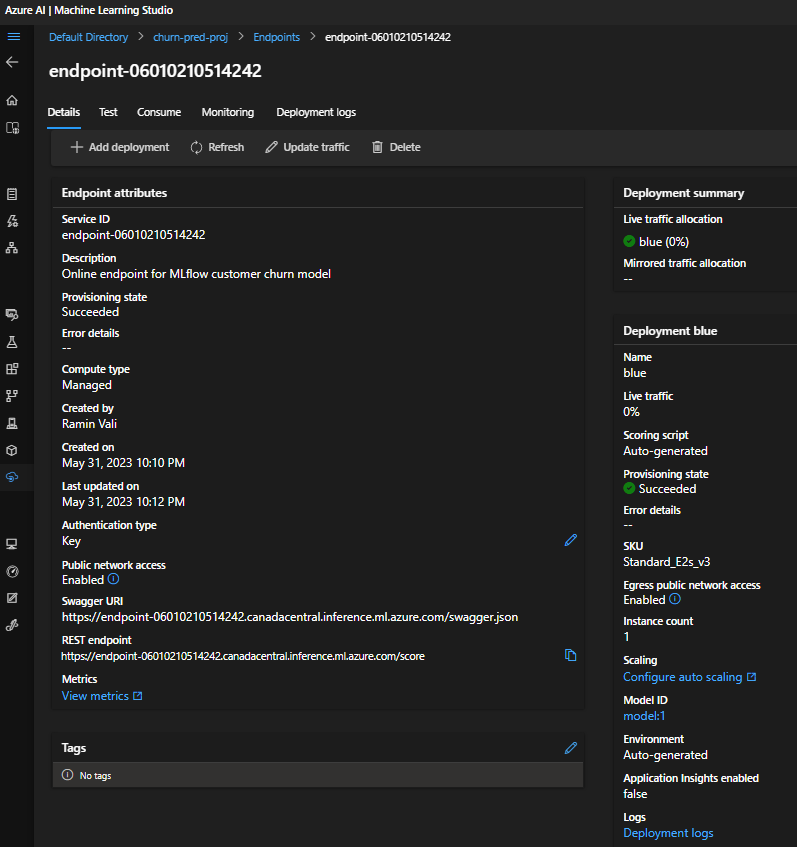 Azure AI | Machine Learning Studio
Default Directory > churn-pred-proj > Endpoints > endpoint-06010210514242
endpoint-06010210514242
Details Test Consume Monitoring Deployment logs
Add deployment Refresh Update traffic Delete
Endpoint attributes
Service ID
endpoint-06010210514242
Description
Online endpoint for MLflow customer churn model
Provisioning state
Succeeded
Error details
--
Compute type
Managed
Created by
Ramin Vali
Created on
May 31, 2023 10:10 PM
Last updated on
May 31, 2023 10:12 PM
Authentication type
Key
Public network access
Enabled
Swagger URI
https://endpoint-06010210514242.canadacentral.inference.ml.azure.com/swagger.json
REST endpoint
https://endpoint-06010210514242.canadacentral.inference.ml.azure.com/score
Metrics
View metrics
Tags
No tags
Deployment summary
Live traffic allocation
blue (0%)
Mirrored traffic allocation
--
Deployment blue
Name
blue
Live traffic
0%
Scoring script
Auto-generated
Provisioning state
Succeeded
Error details
--
SKU
Standard_E2s_v3
Egress public network access
Enabled
Instance count
1
Scaling
Configure auto scaling
Model ID
model:1
Environment
Auto-generated
Application Insights enabled
false
Logs
Deployment logs